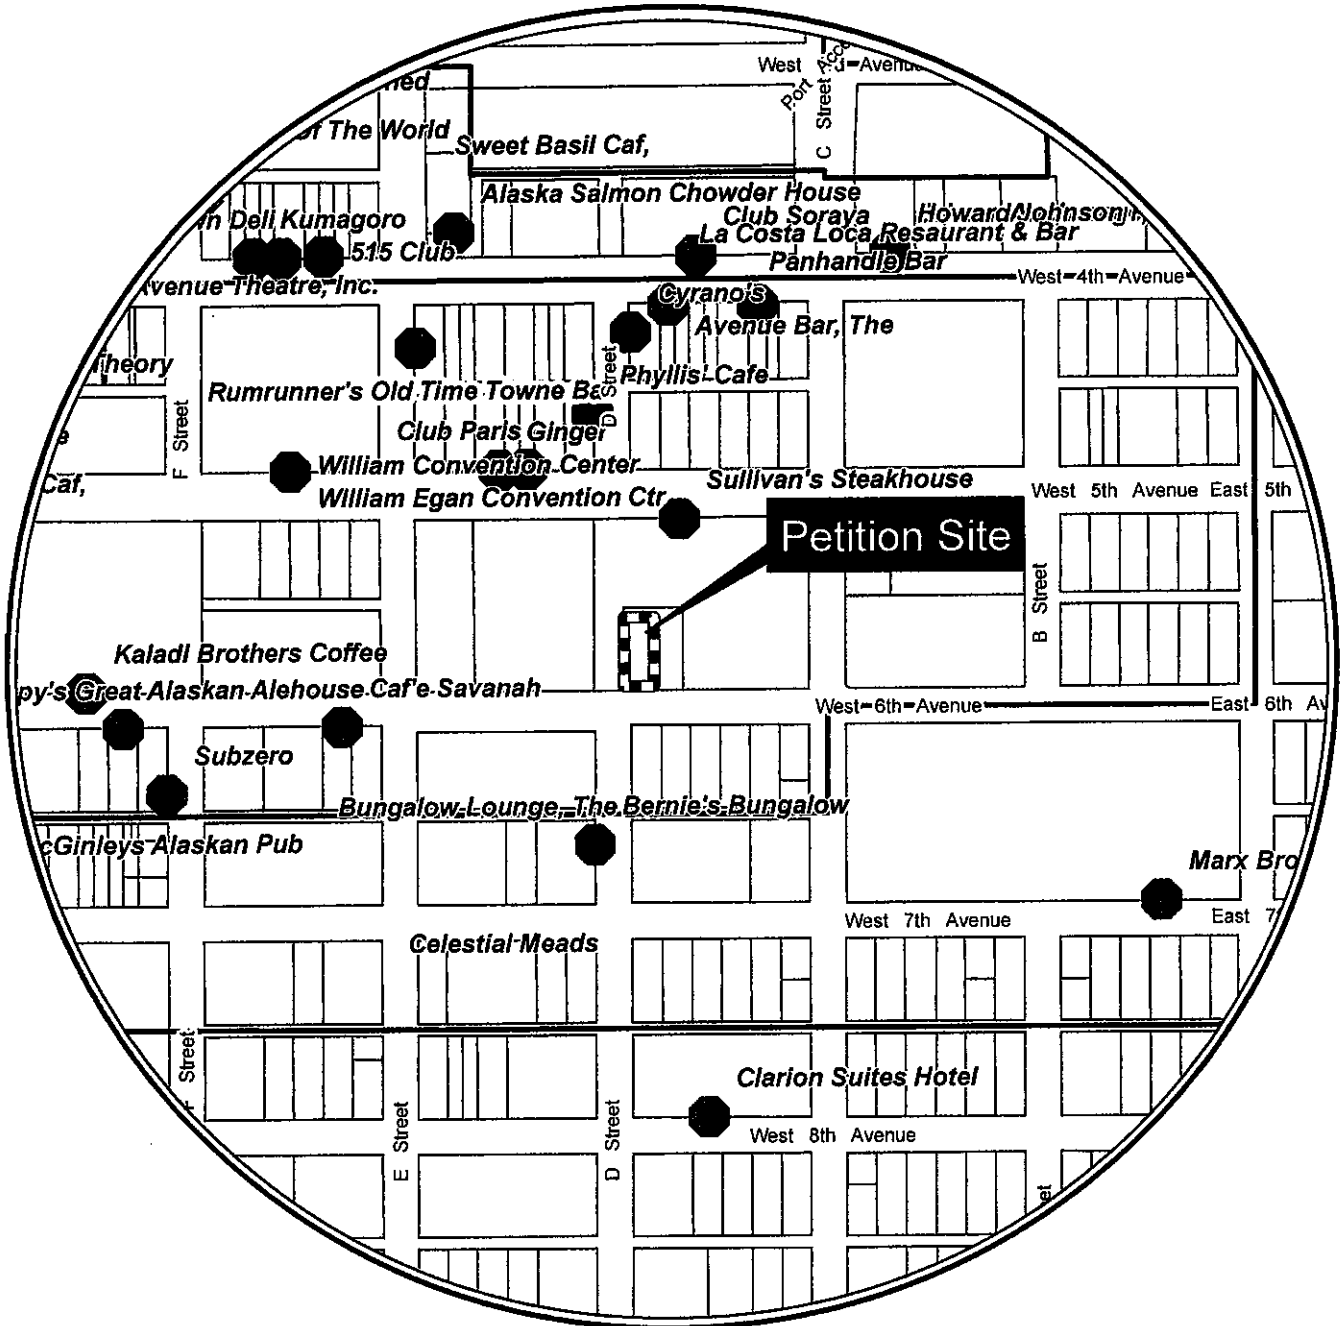 West d Avenue
Port Acce
C Street
ned
Of The World
Sweet Basil Caf,
Alaska Salmon Chowder House
n Deli Kumagoro
Club Soraya
Howard Johnson
La Costa Loca Resaurant & Bar
515 Club
Panhandle Bar
Avenue Theatre, Inc.
West 4th Avenue
Cyrano's
Avenue Bar, The
Theory
Phyllis' Cafe
Rumrunner's Old Time Towne Ba
D Street
F Street
Club Paris Ginger
e
William Convention Center
Caf,
Sullivan's Steakhouse
William Egan Convention Ctr
West 5th Avenue East 5th
Petition Site
B Street
Kaladi Brothers Coffee
py's Great Alaskan Alehouse Caf'e Savanah
West 6th Avenue
East 6th Av
Subzero
Bungalow Lounge, The Bernie's Bungalow
cGinleys Alaskan Pub
Marx Bro
West 7th Avenue
East 7
Celestial Meads
F Street
Clarion Suites Hotel
E Street
D Street
West 8th Avenue
et